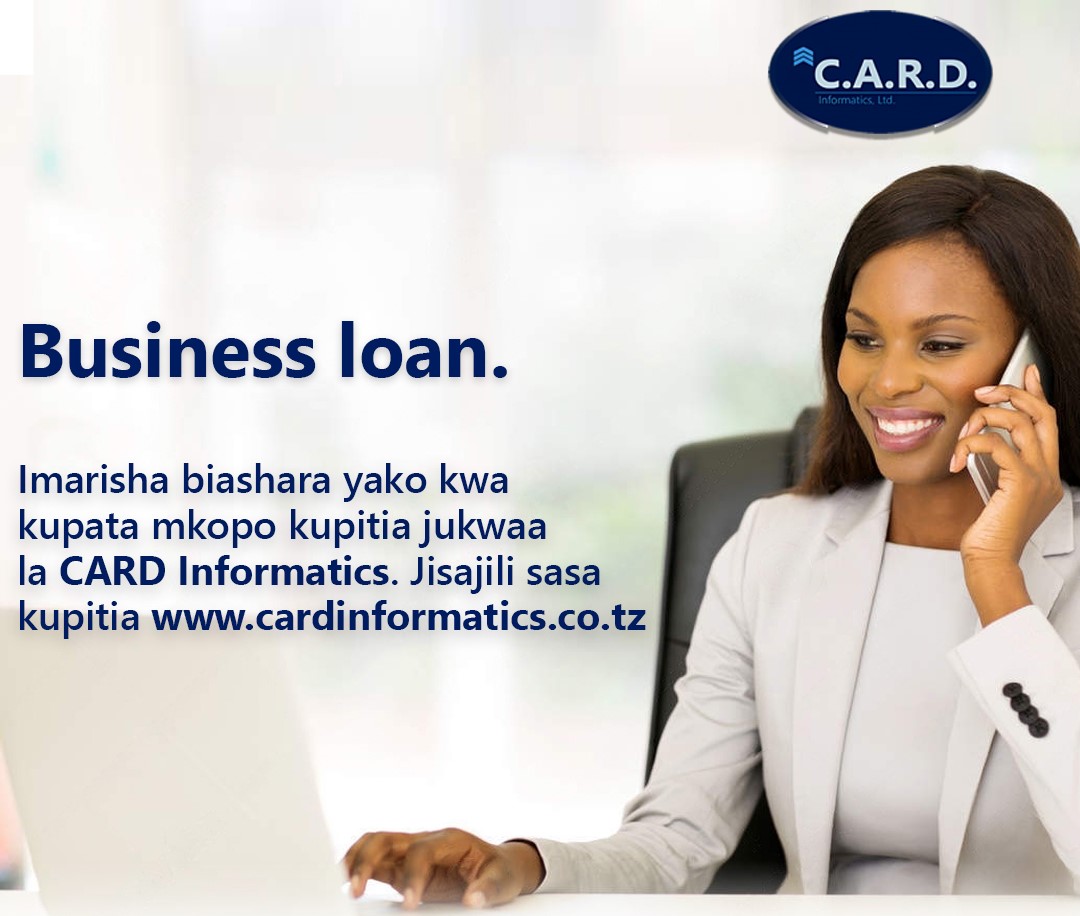 C.A.R.D.
Informatics, Ltd.
Business loan.
Imarisha biashara yako kwa
kupata mkopo kupitia jukwaa
la CARD Informatics. Jisajili sasa
kupitia www.cardinformatics.co.tz